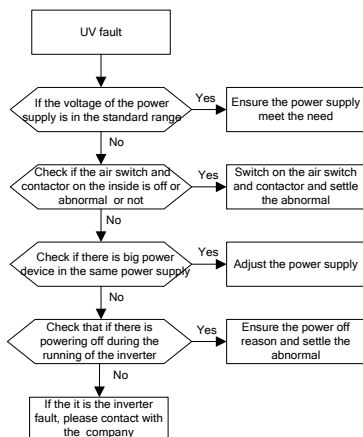 UV fault
If the voltage of the power
supply is in the standard range
Yes
Ensure the power supply
meet the need
No
Check if the air switch and
contactor on the inside is off or
abnormal or not
Yes
Switch on the air switch
and contactor and settle
the abnormal
No
Check if there is big power
device in the same power supply
Yes
Adjust the power supply
No
Check that if there is
powering off during the
running of the inverter
Yes
Ensure the power off
reason and settle the
abnormal
No
If the it is the inverter
fault, please contact with
the company